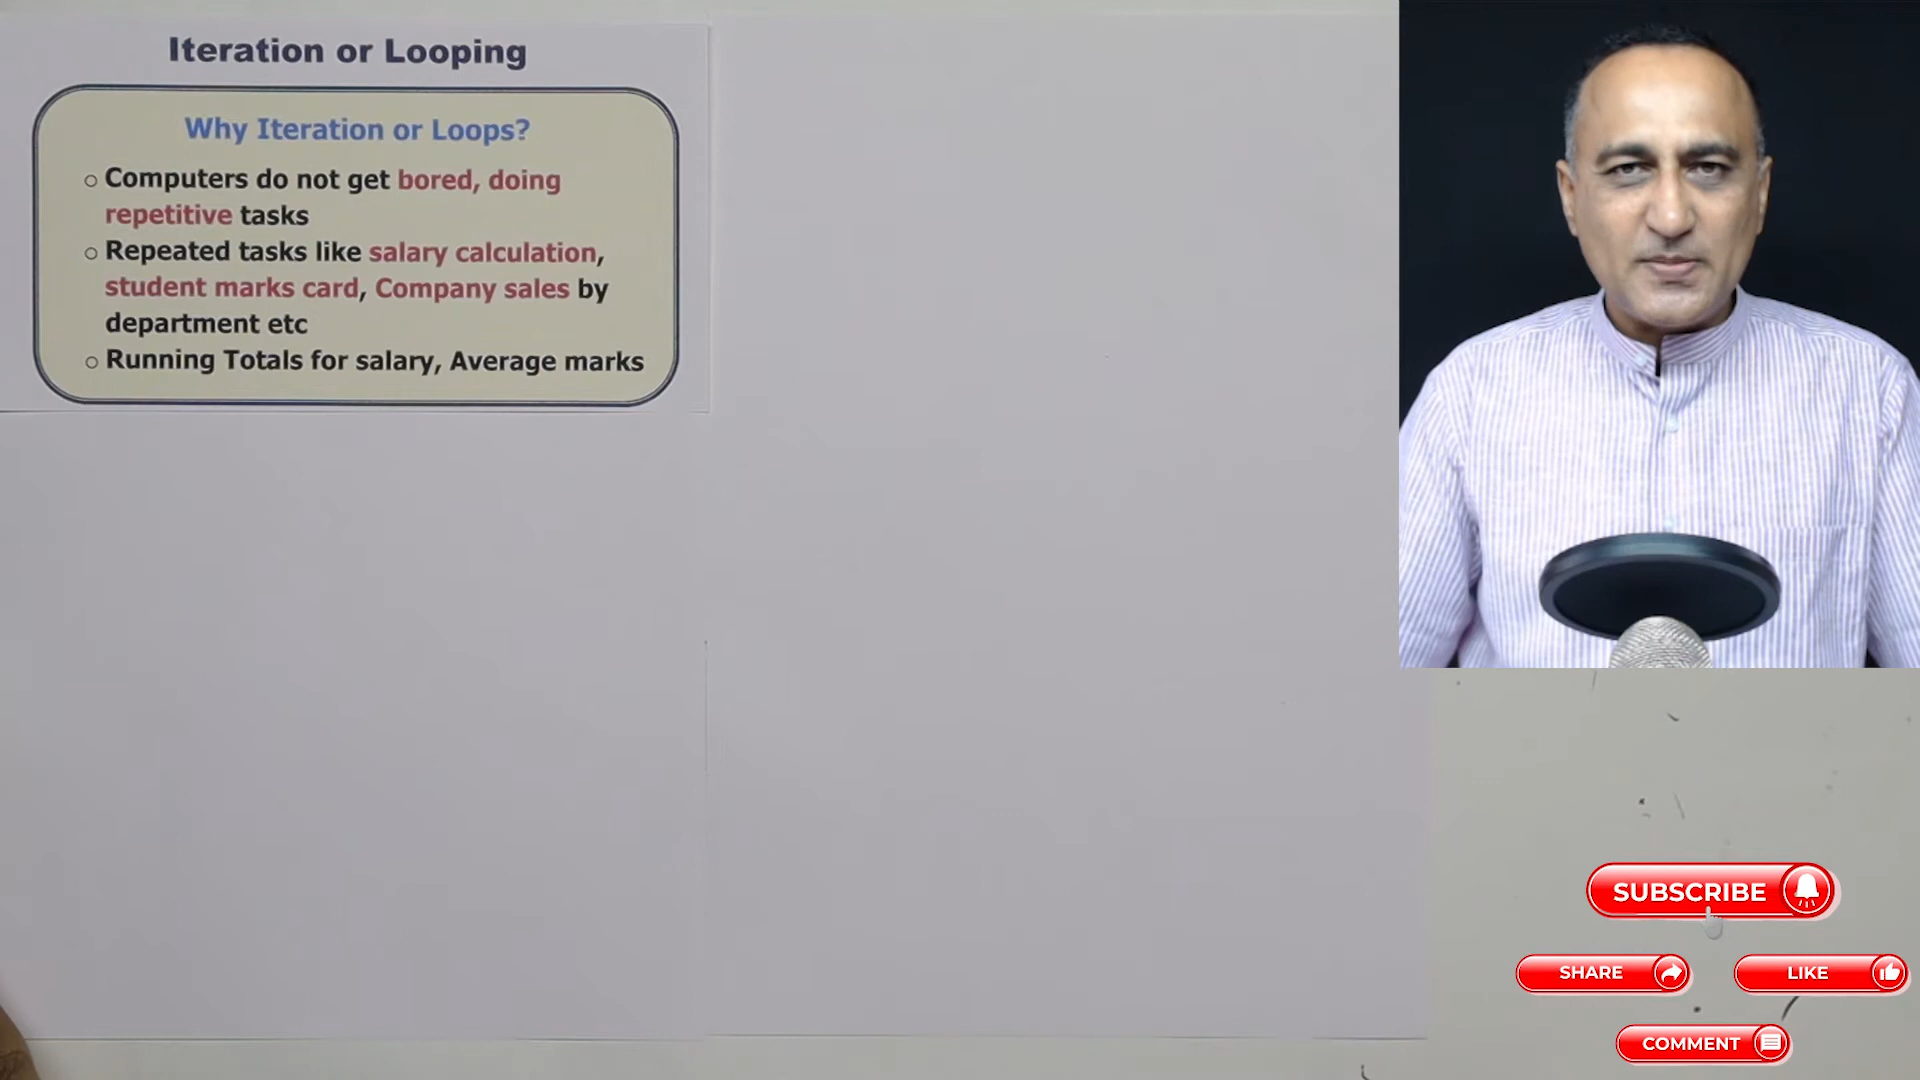 Iteration or Looping
Why Iteration or Loops?
○ Computers do not get bored, doing
repetitive tasks
○ Repeated tasks like salary calculation,
student marks card, Company sales by
department etc
○ Running Totals for salary, Average marks
SUBSCRIBE
SHARE
LIKE
COMMENT